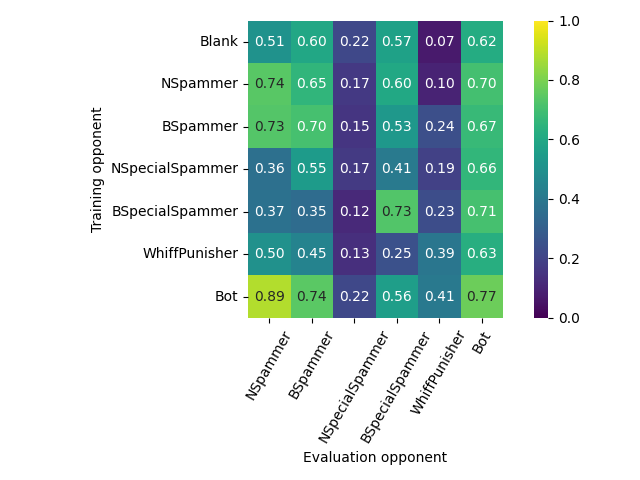 Training opponent
Blank 0.51 0.60 0.22 0.57 0.07 0.62
NSpammer 0.74 0.65 0.17 0.60 0.10 0.70
BSpammer 0.73 0.70 0.15 0.53 0.24 0.67
NSpecialSpammer 0.36 0.55 0.17 0.41 0.19 0.66
BSpecialSpammer 0.37 0.35 0.12 0.73 0.23 0.71
WhiffPunisher 0.50 0.45 0.13 0.25 0.39 0.63
Bot 0.89 0.74 0.22 0.56 0.41 0.77
NSpammer
BSpammer
NSpecialSpammer
BSpecialSpammer
WhiffPunisher
Bot
Evaluation opponent
1.0
0.8
0.6
0.4
0.2
0.0